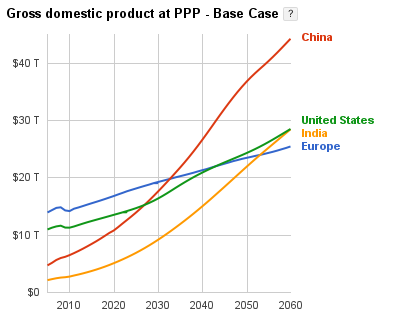 Gross domestic product at PPP - Base Case ?
China
$40 T
$30 T
United States
India
Europe
$20 T
$10 T
$0
2010 2020 2030 2040 2050 2060